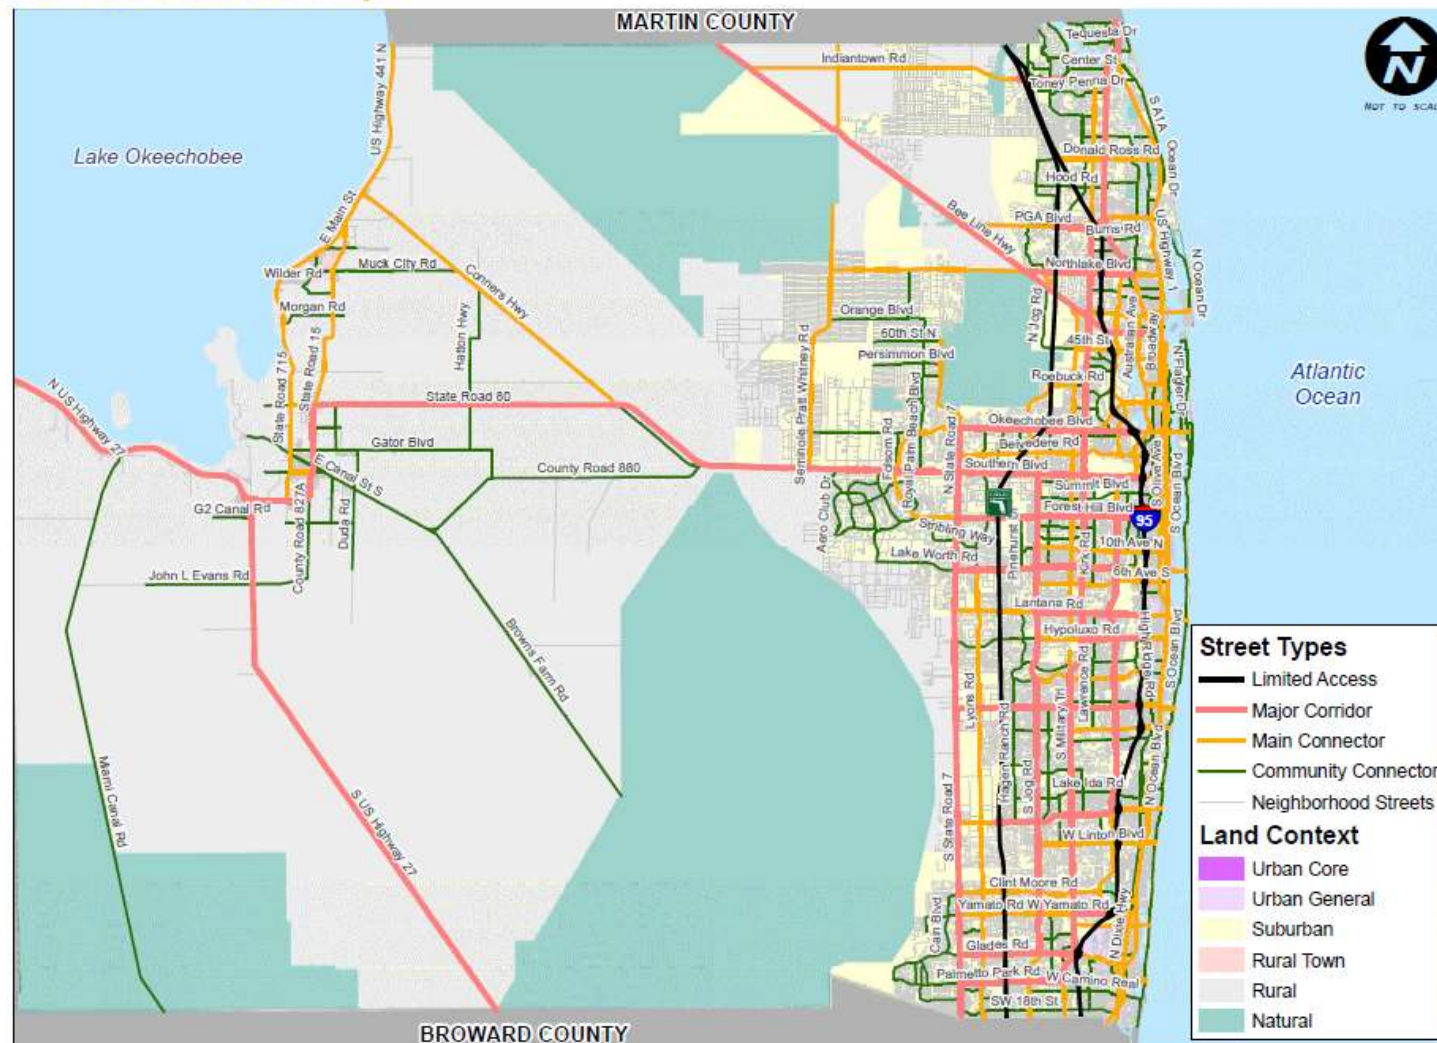 MARTIN COUNTY
N
NOT TO SCAL
Lake Okeechobee
US Highway 441 N
Indiantown Rd
Tequesta Dr
Center St
Toney Penna Dr
S A1A
Ocean Dr
Donald Ross Rd
Hood Rd
Bee Line Hwy
PGA Blvd
Burns Rd
US Highway 1
N Ocean Dr
Northlake Blvd
E Main St
Wilder Rd
Muck City Rd
Conners Hwy
Morgan Rd
Hatton Hwy
State Road 715
State Road 15
Orange Blvd
60th St N
Persimmon Blvd
Seminole Pratt Whitney Rd
N Jog Rd
45th St
Australian Ave
Broadway
Roebuck Rd
N Flagler Dr
Atlantic
Ocean
N US Highway 27
State Road 80
Gator Blvd
E Canal St S
County Road 880
Folsom Rd
Royal Palm Beach Blvd
N State Road 7
Okeechobee Blvd
Belvedere Rd
Southern Blvd
Summit Blvd
S Olive Ave
S Ocean Blvd
G2 Canal Rd
County Road 827A
Duda Rd
Aero Club Dr
Stribling Way
Forest Hill Blvd
95
10th Ave N
Lake Worth Rd
Pinehurst Dr
Kirk Rd
6th Ave S
John L Evans Rd
Browns Farm Rd
Lantana Rd
Hypoluxo Rd
High Ridge Rd
S Ocean Blvd
Lyons Rd
Hagen Ranch Rd
S Jog Rd
S Military Trl
Lawrence Rd
Lake Ida Rd
N Ocean Blvd
Miami Canal Rd
S US Highway 27
S State Road 7
W Linton Blvd
Clint Moore Rd
Yamato Rd
W Yamato Rd
Cain Blvd
Glades Rd
N Dixie Hwy
Palmetto Park Rd
W Camino Real
SW 18th St
BROWARD COUNTY
Street Types
Limited Access
Major Corridor
Main Connector
Community Connector
Neighborhood Streets
Land Context
Urban Core
Urban General
Suburban
Rural Town
Rural
Natural